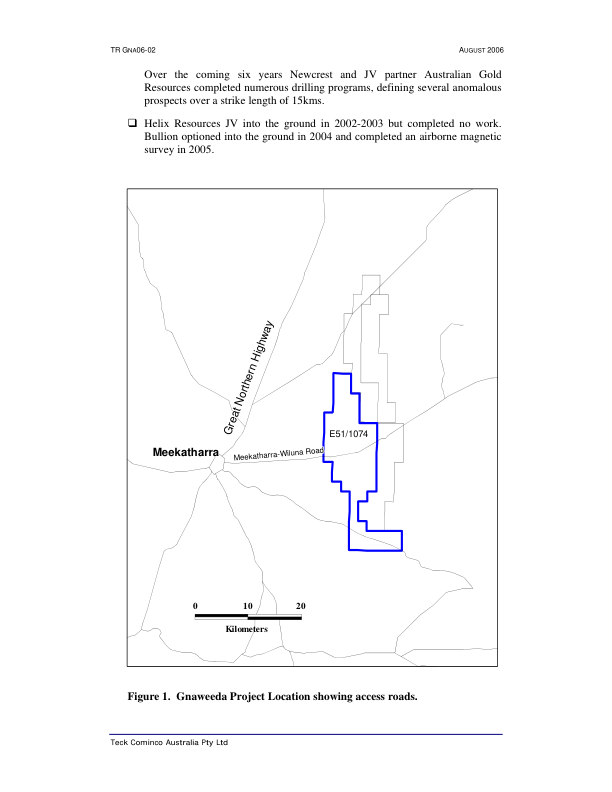 TR GNA06-02 AUGUST 2006
Over the coming six years Newcrest and JV partner Australian Gold
Resources completed numerous drilling programs, defining several anomalous
prospects over a strike length of 15kms.
❑ Helix Resources JV into the ground in 2002-2003 but completed no work.
Bullion optioned into the ground in 2004 and completed an airborne magnetic
survey in 2005.
Great Northern Highway
E51/1074
Meekatharra
Meekatharra-Wiluna Road
0 10 20
Kilometers
Figure 1. Gnaweeda Project Location showing access roads.
Teck Cominco Australia Pty Ltd